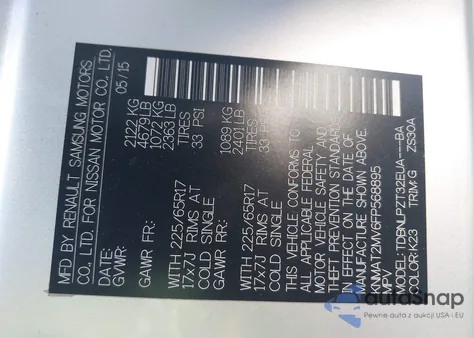 MFD BY RENAULT SAMSUNG MOTORS
CO., LTD. FOR NISSAN MOTOR CO., LTD.
DATE: 05/15
GVWR: 2122 KG
4679 LB
GAWR FR: 1072 KG
2363 LB
WITH 225/65R17 TIRES
17x7J RIMS AT 33 PSI
COLD SINGLE
GAWR RR: 1089 KG
2401 LB
WITH 225/65R17 TIRES
17x7J RIMS AT 33 PSI
COLD SINGLE
THIS VEHICLE CONFORMS TO
ALL APPLICABLE FEDERAL
MOTOR VEHICLE SAFETY AND
THEFT PREVENTION STANDARDS
IN EFFECT ON THE DATE OF
MANUFACTURE SHOWN ABOVE.
KNMAT2MV6FP568895
MPV
MODEL:TDBNLPZT32EUA---BA
COLOR:K23 TRIM:G ZS30A
autoSnap
Pewne auta z aukcji USA i EU